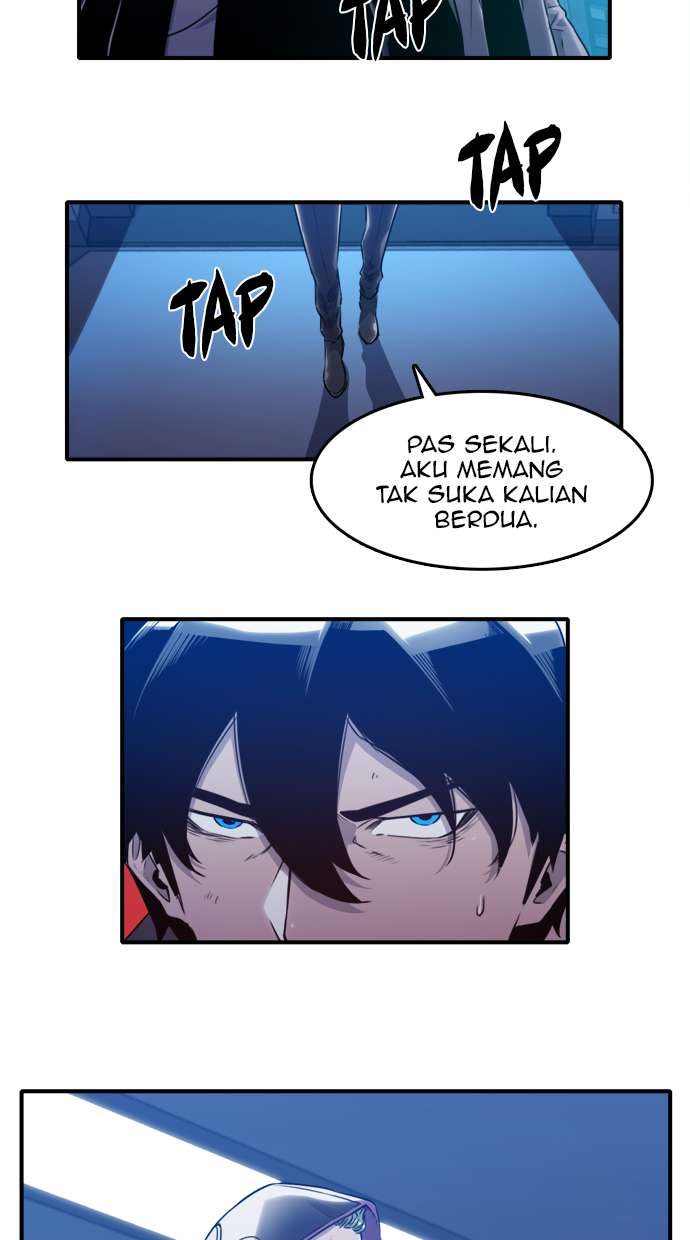 TAP
TAP
TAP
PAS SEKALI,
AKU MEMANG
TAK SUKA KALIAN
BERDUA.